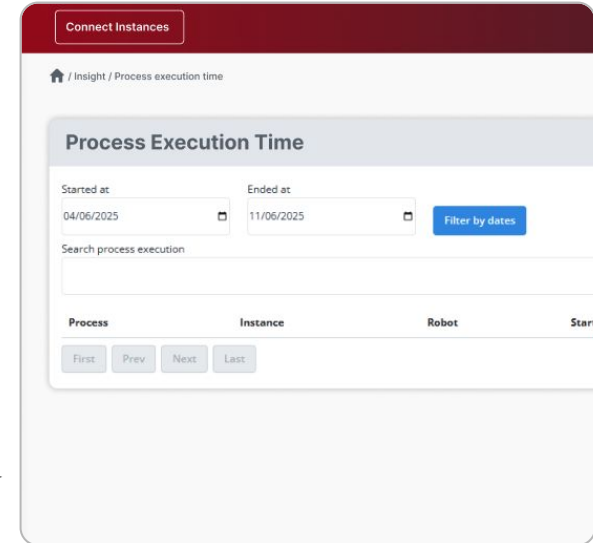 Connect Instances
/ Insight / Process execution time
Process Execution Time
Started at Ended at
04/06/2025 11/06/2025 Filter by dates
Search process execution
Process Instance Robot Star
First Prev Next Last